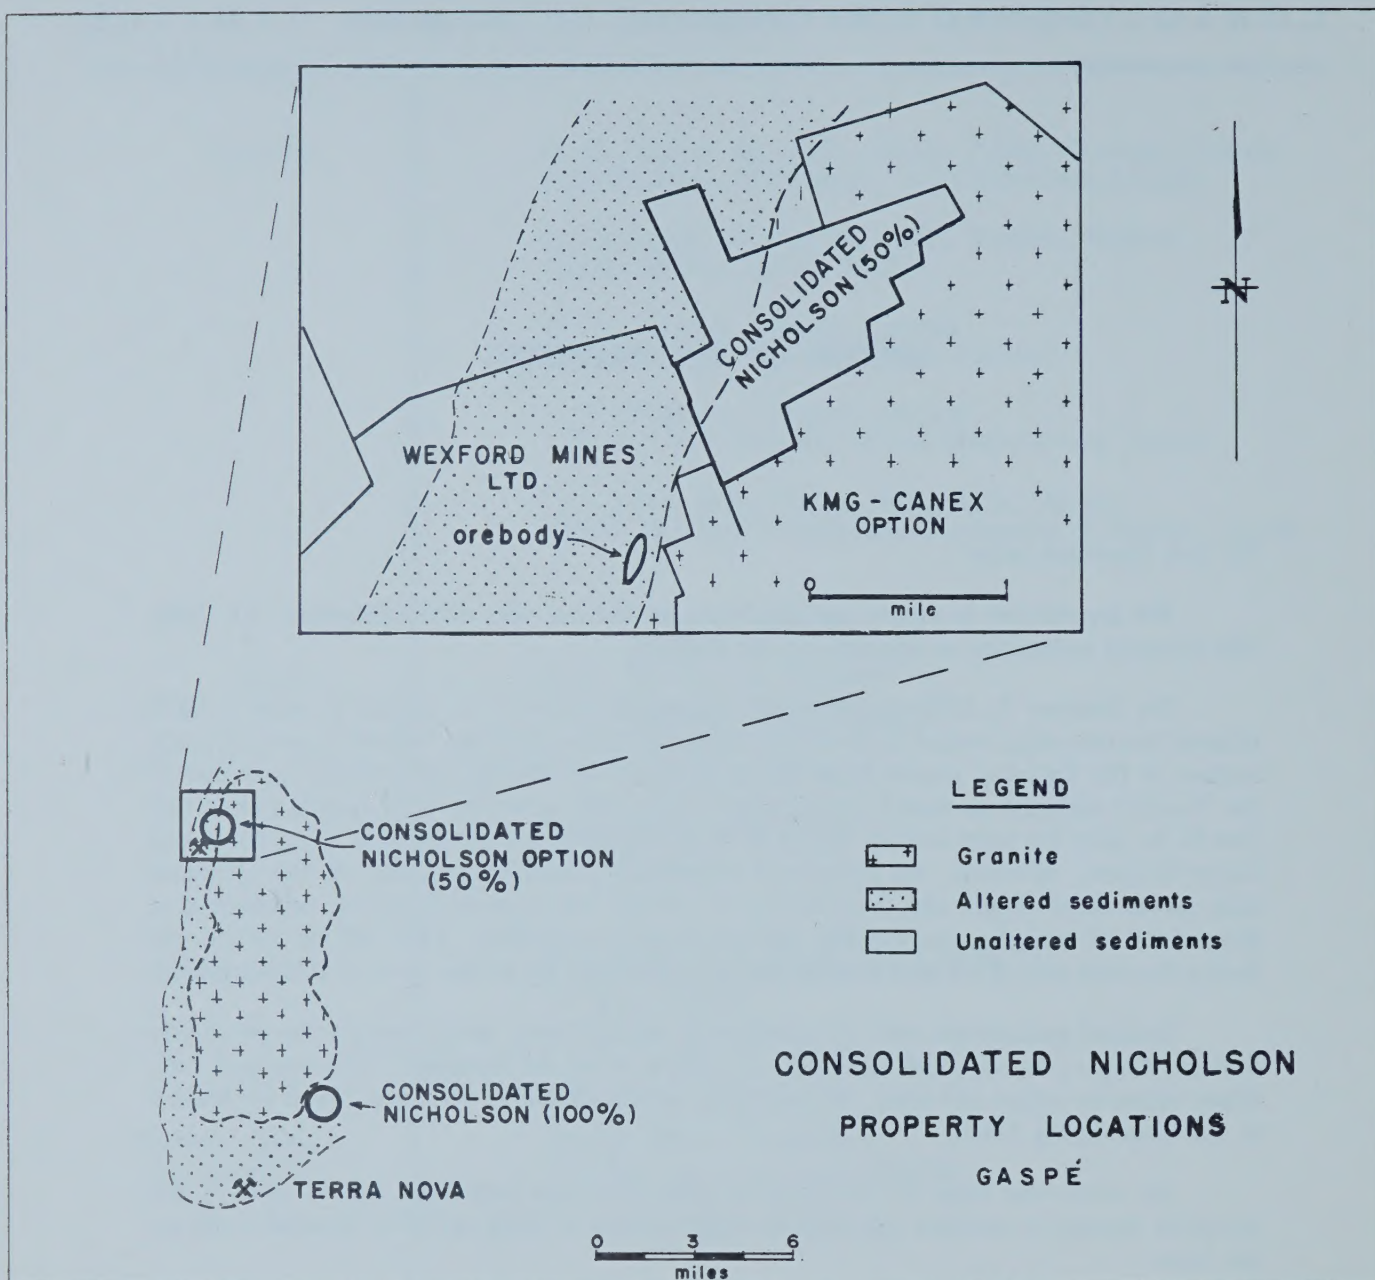 CONSOLIDATED
NICHOLSON (50%)
N
WEXFORD MINES
LTD
orebody
KMG - CANEX
OPTION
0 1
mile
CONSOLIDATED
NICHOLSON OPTION
(50%)
LEGEND
Granite
Altered sediments
Unaltered sediments
CONSOLIDATED
NICHOLSON (100%)
TERRA NOVA
CONSOLIDATED NICHOLSON
PROPERTY LOCATIONS
GASPÉ
0 3 6
miles